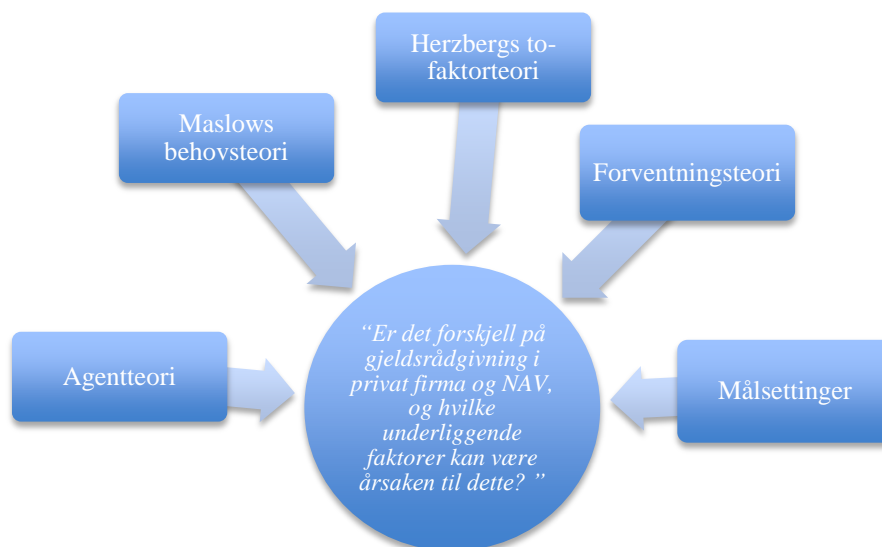 Herzbergs to-
faktorteori
Maslows
behovsteori
Forventningsteori
Agentteori
“Er det forskjell på
gjeldsrådgivning i
privat firma og NAV,
og hvilke
underliggende
faktorer kan være
årsaken til dette? ”
Målsettinger